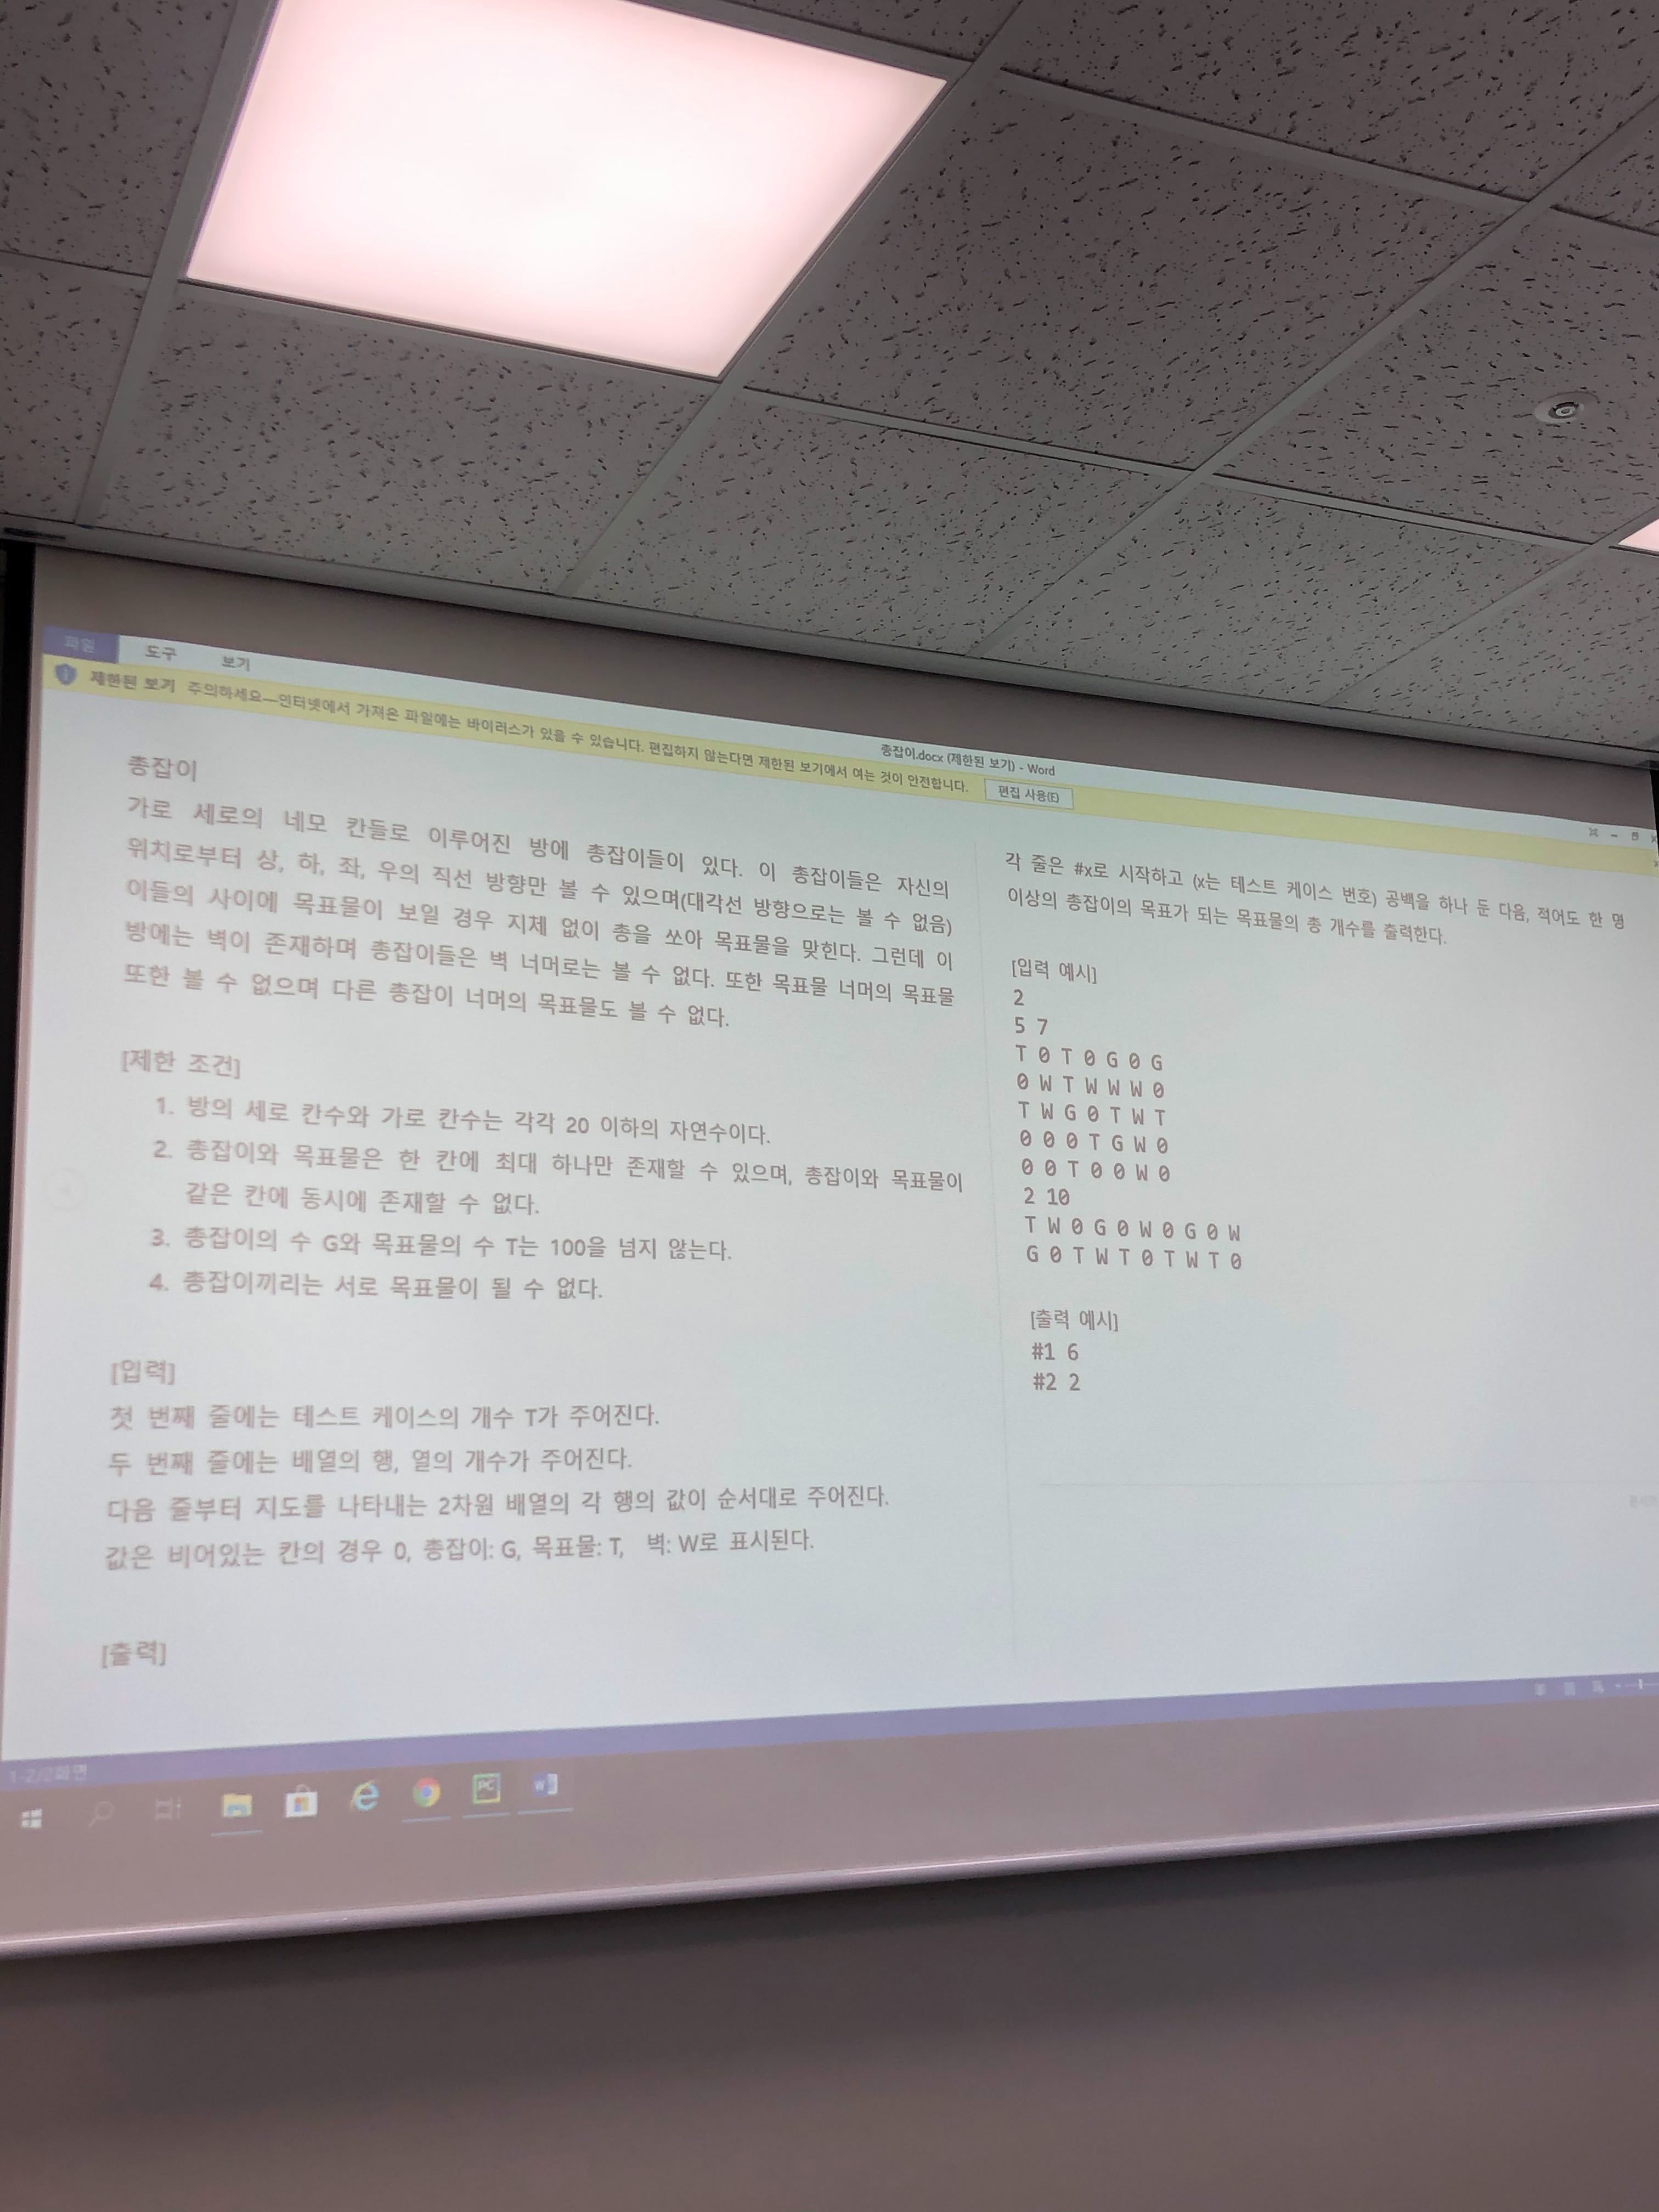 파일 도구 보기
총잡이.docx (제한된 보기) - Word
제한된 보기 주의하세요—인터넷에서 가져온 파일에는 바이러스가 있을 수 있습니다. 편집하지 않는다면 제한된 보기에서 여는 것이 안전합니다. 편집 사용(E)
총잡이
가로 세로의 네모 칸들로 이루어진 방에 총잡이들이 있다. 이 총잡이들은 자신의
위치로부터 상, 하, 좌, 우의 직선 방향만 볼 수 있으며(대각선 방향으로는 볼 수 없음)
이들의 사이에 목표물이 보일 경우 지체 없이 총을 쏘아 목표물을 맞힌다. 그런데 이
방에는 벽이 존재하며 총잡이들은 벽 너머로는 볼 수 없다. 또한 목표물 너머의 목표물
또한 볼 수 없으며 다른 총잡이 너머의 목표물도 볼 수 없다.
[제한 조건]
1. 방의 세로 칸수와 가로 칸수는 각각 20 이하의 자연수이다.
2. 총잡이와 목표물은 한 칸에 최대 하나만 존재할 수 있으며, 총잡이와 목표물이
같은 칸에 동시에 존재할 수 없다.
3. 총잡이의 수 G와 목표물의 수 T는 100을 넘지 않는다.
4. 총잡이끼리는 서로 목표물이 될 수 없다.
[입력]
첫 번째 줄에는 테스트 케이스의 개수 T가 주어진다.
두 번째 줄에는 배열의 행, 열의 개수가 주어진다.
다음 줄부터 지도를 나타내는 2차원 배열의 각 행의 값이 순서대로 주어진다.
값은 비어있는 칸의 경우 0, 총잡이: G, 목표물: T, 벽: W로 표시된다.
[출력]
각 줄은 #x로 시작하고 (x는 테스트 케이스 번호) 공백을 하나 둔 다음, 적어도 한 명
이상의 총잡이의 목표가 되는 목표물의 총 개수를 출력한다.
[입력 예시]
2
5 7
T 0 T 0 G 0 G
0 W T W W W 0
T W G 0 T W T
0 0 0 T G W 0
0 0 T 0 0 W 0
2 10
T W 0 G 0 W 0 G 0 W
G 0 T W T 0 T W T 0
[출력 예시]
#1 6
#2 2
1-2/2화면